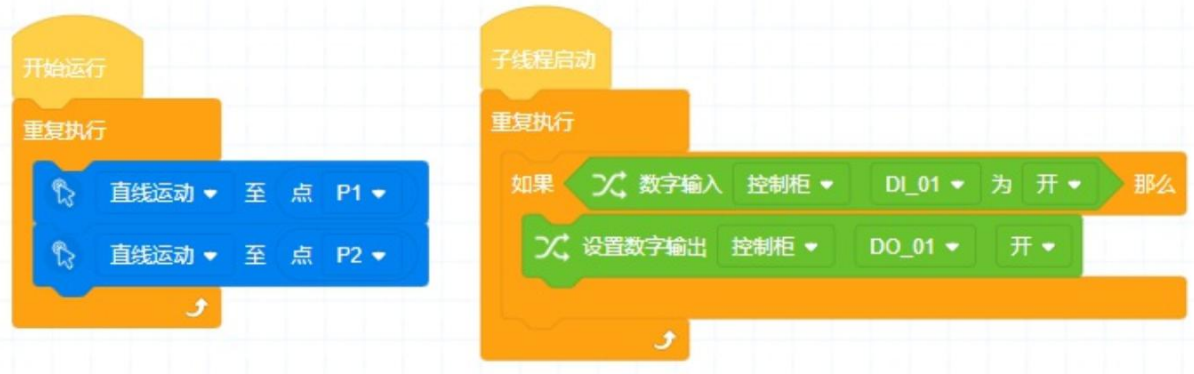 开始运行
重复执行
直线运动 至 点 P1
直线运动 至 点 P2
子线程启动
重复执行
如果 数字输入 控制柜 DI_01 为 开 那么
设置数字输出 控制柜 DO_01 开